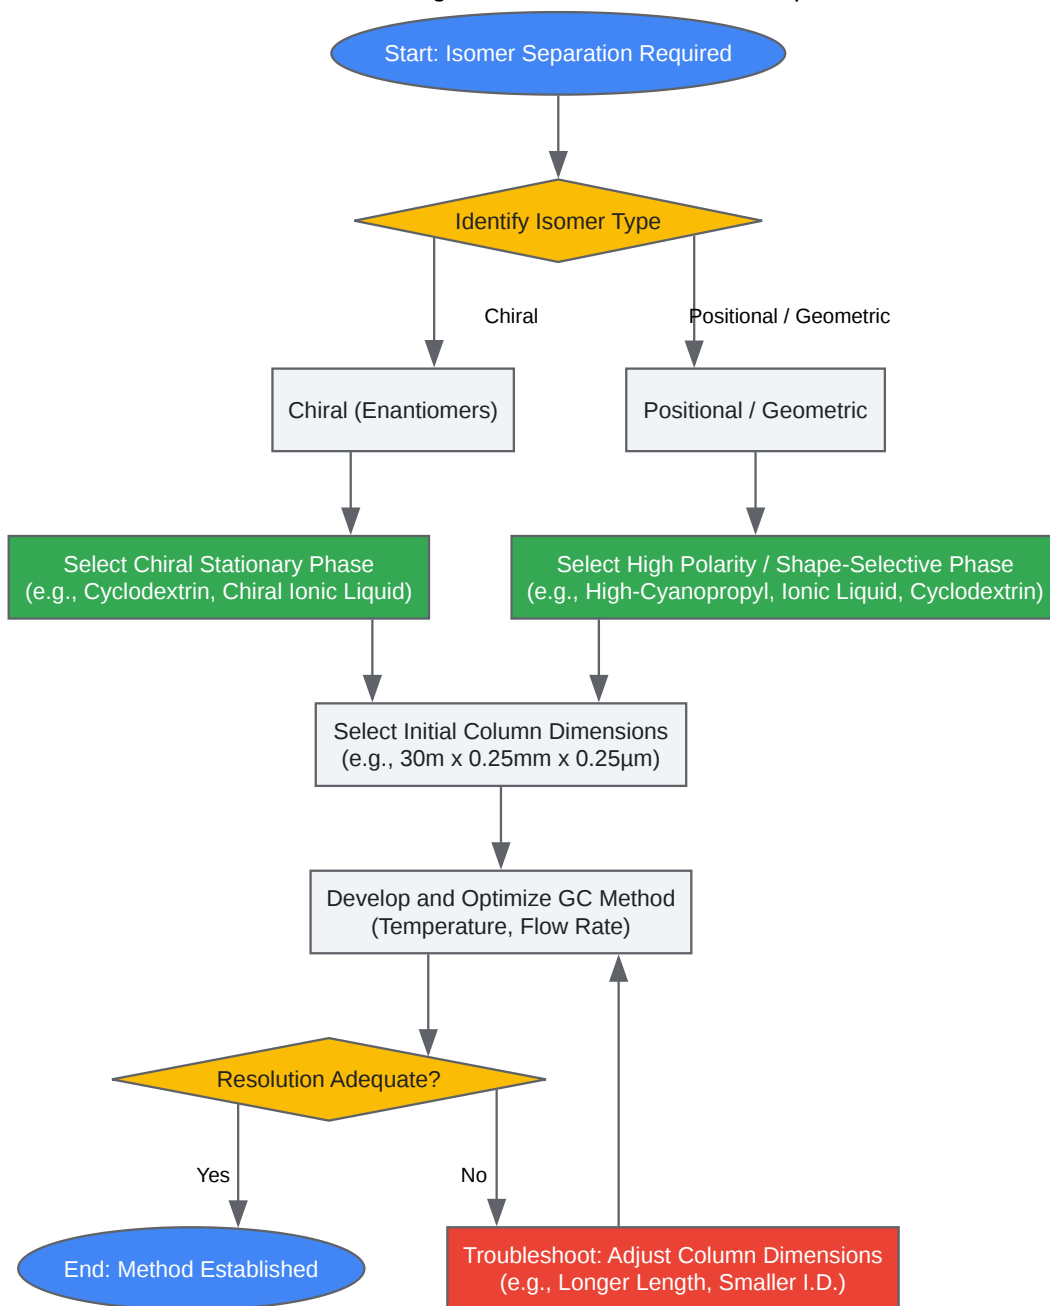 Start: Isomer Separation Required
Identify Isomer Type
Chiral
Positional / Geometric
Chiral (Enantiomers)
Positional / Geometric
Select Chiral Stationary Phase
(e.g., Cyclodextrin, Chiral Ionic Liquid)
Select High Polarity / Shape-Selective Phase
(e.g., High-Cyanopropyl, Ionic Liquid, Cyclodextrin)
Select Initial Column Dimensions
(e.g., 30m x 0.25mm x 0.25µm)
Develop and Optimize GC Method
(Temperature, Flow Rate)
Resolution Adequate?
Yes
No
End: Method Established
Troubleshoot: Adjust Column Dimensions
(e.g., Longer Length, Smaller I.D.)